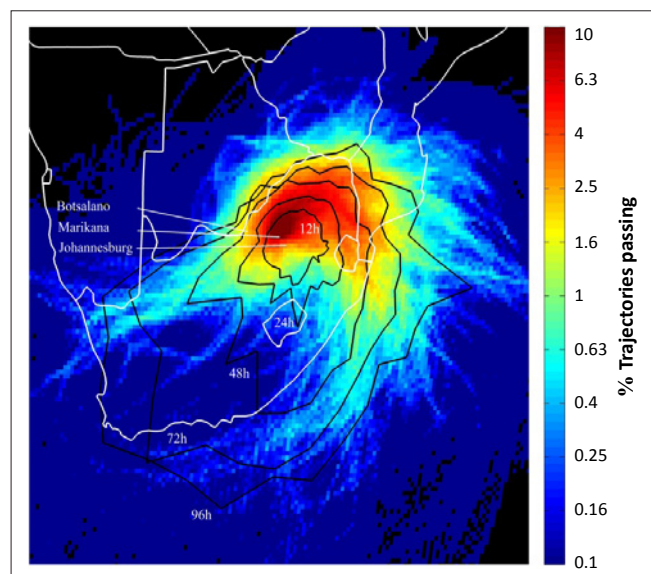 Botsalano
Marikana
Johannesburg
12h
24h
48h
72h
96h
10
6.3
4
2.5
1.6
1
0.63
0.4
0.25
0.16
0.1
% Trajectories passing